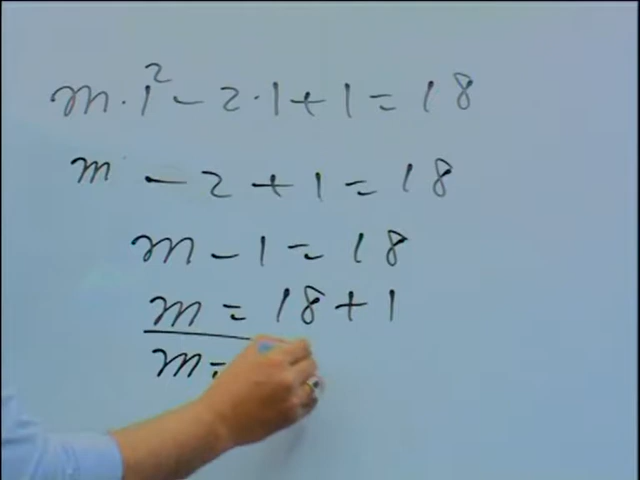 m · 1² - 2 · 1 + 1 = 18
m - 2 + 1 = 18
m - 1 = 18
m = 18 + 1
m =